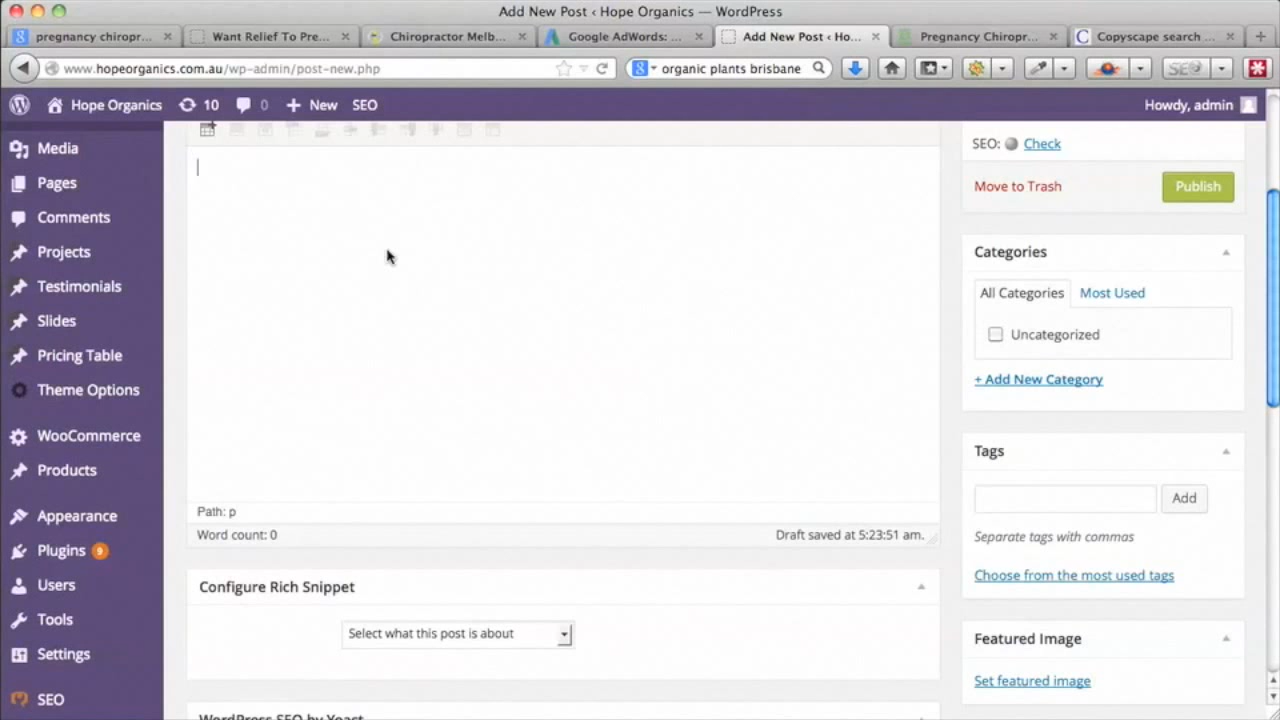 Add New Post ‹ Hope Organics — WordPress
pregnancy chiropr... Want Relief To Pre... Chiropractor Melb... Google AdWords: ... Add New Post ‹ Ho... Pregnancy Chiropr... Copyscape search ...
www.hopeorganics.com.au/wp-admin/post-new.php
organic plants brisbane
SEO
Hope Organics 10 0 New SEO Howdy, admin
Media
Pages
Comments
Projects
Testimonials
Slides
Pricing Table
Theme Options
WooCommerce
Products
Appearance
Plugins 9
Users
Tools
Settings
SEO
Path: p
Word count: 0 Draft saved at 5:23:51 am.
Configure Rich Snippet
Select what this post is about
WordPress SEO by Yoast
SEO: Check
Move to Trash Publish
Categories
All Categories Most Used
Uncategorized
+ Add New Category
Tags
Add
Separate tags with commas
Choose from the most used tags
Featured Image
Set featured image